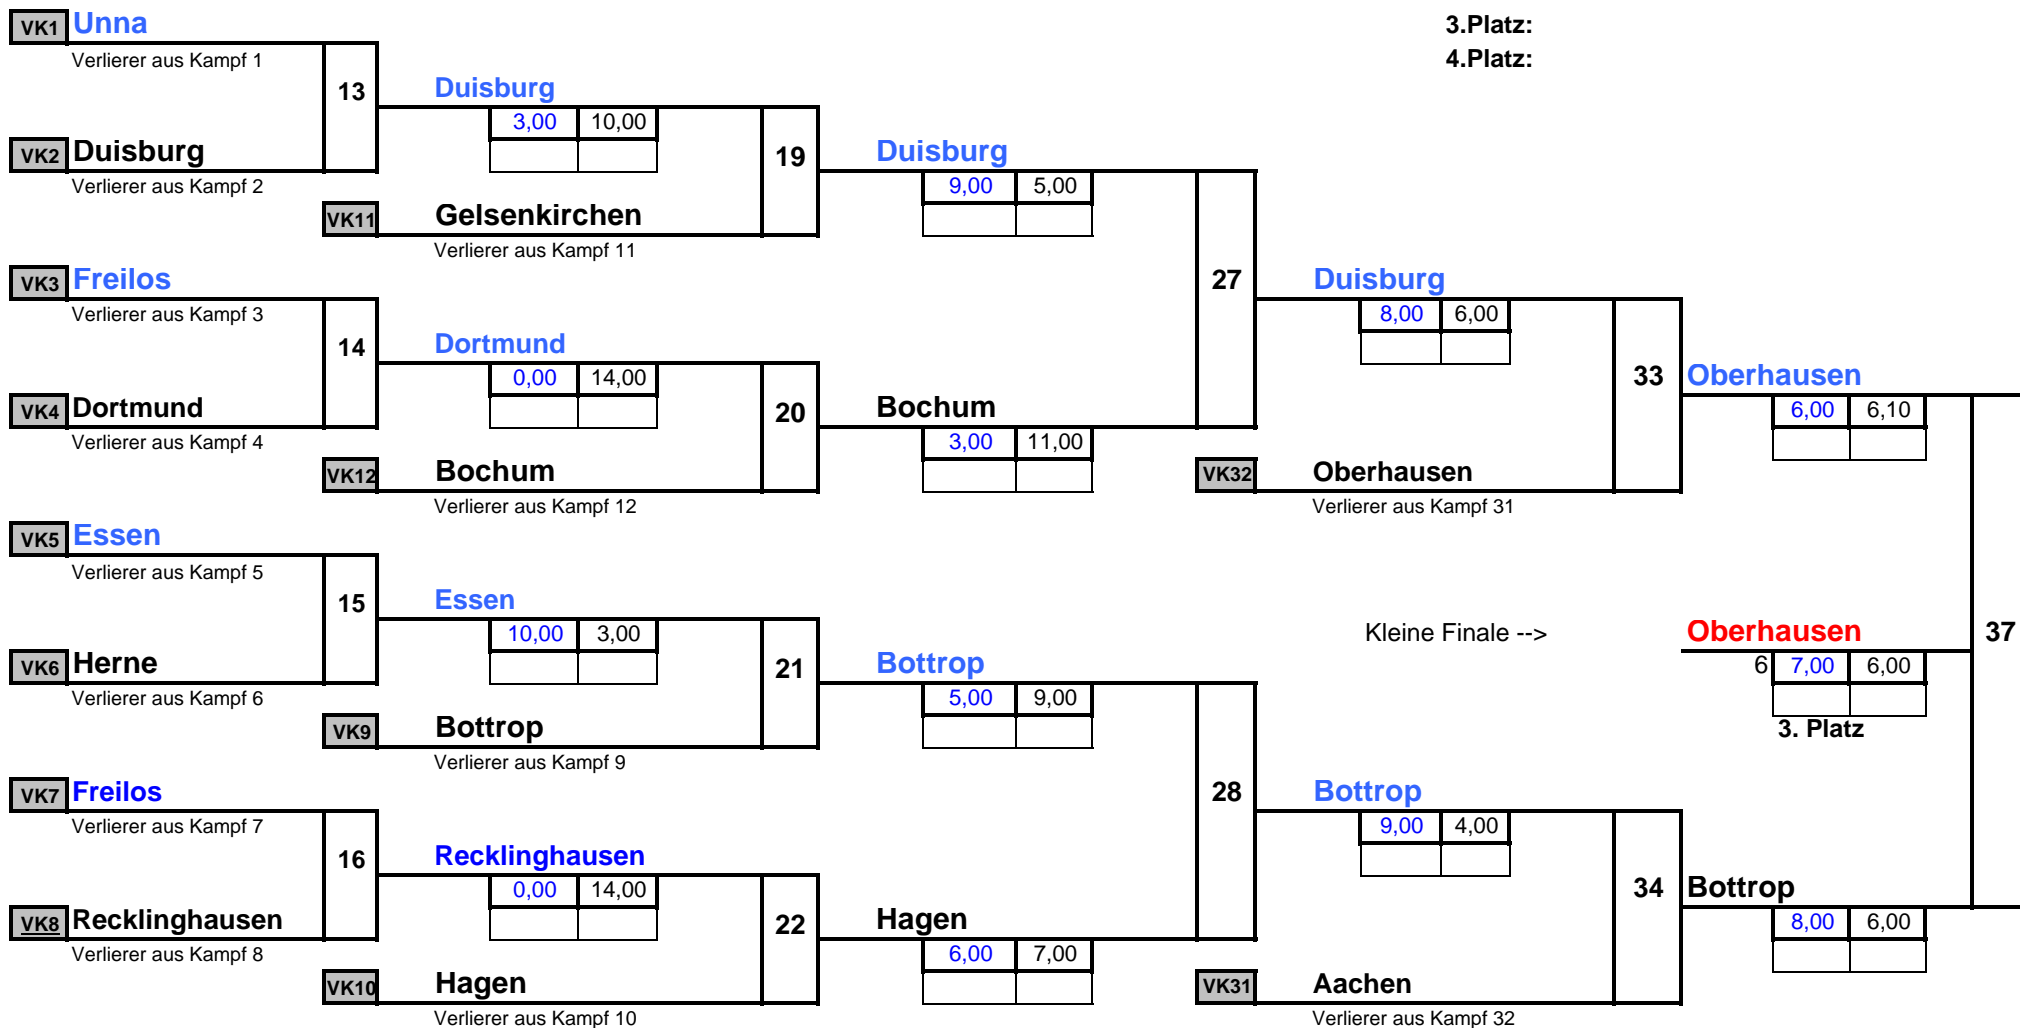 VK1 Unna
3.Platz:
Verlierer aus Kampf 1
4.Platz:
13 Duisburg
3,00 10,00
VK2 Duisburg
19 Duisburg
Verlierer aus Kampf 2
9,00 5,00
VK11 Gelsenkirchen
Verlierer aus Kampf 11
VK3 Freilos
27 Duisburg
Verlierer aus Kampf 3
8,00 6,00
14 Dortmund
0,00 14,00
33 Oberhausen
VK4 Dortmund
20 Bochum
6,00 6,10
Verlierer aus Kampf 4
3,00 11,00
VK12 Bochum
VK32 Oberhausen
Verlierer aus Kampf 12
Verlierer aus Kampf 31
VK5 Essen
Verlierer aus Kampf 5
15 Essen
10,00 3,00
Kleine Finale -->
Oberhausen
37
VK6 Herne
21 Bottrop
6 7,00 6,00
Verlierer aus Kampf 6
5,00 9,00
VK9 Bottrop
3. Platz
Verlierer aus Kampf 9
VK7 Freilos
28 Bottrop
Verlierer aus Kampf 7
9,00 4,00
16 Recklinghausen
0,00 14,00
34 Bottrop
VK8 Recklinghausen
22 Hagen
8,00 6,00
Verlierer aus Kampf 8
6,00 7,00
VK10 Hagen
VK31 Aachen
Verlierer aus Kampf 10
Verlierer aus Kampf 32